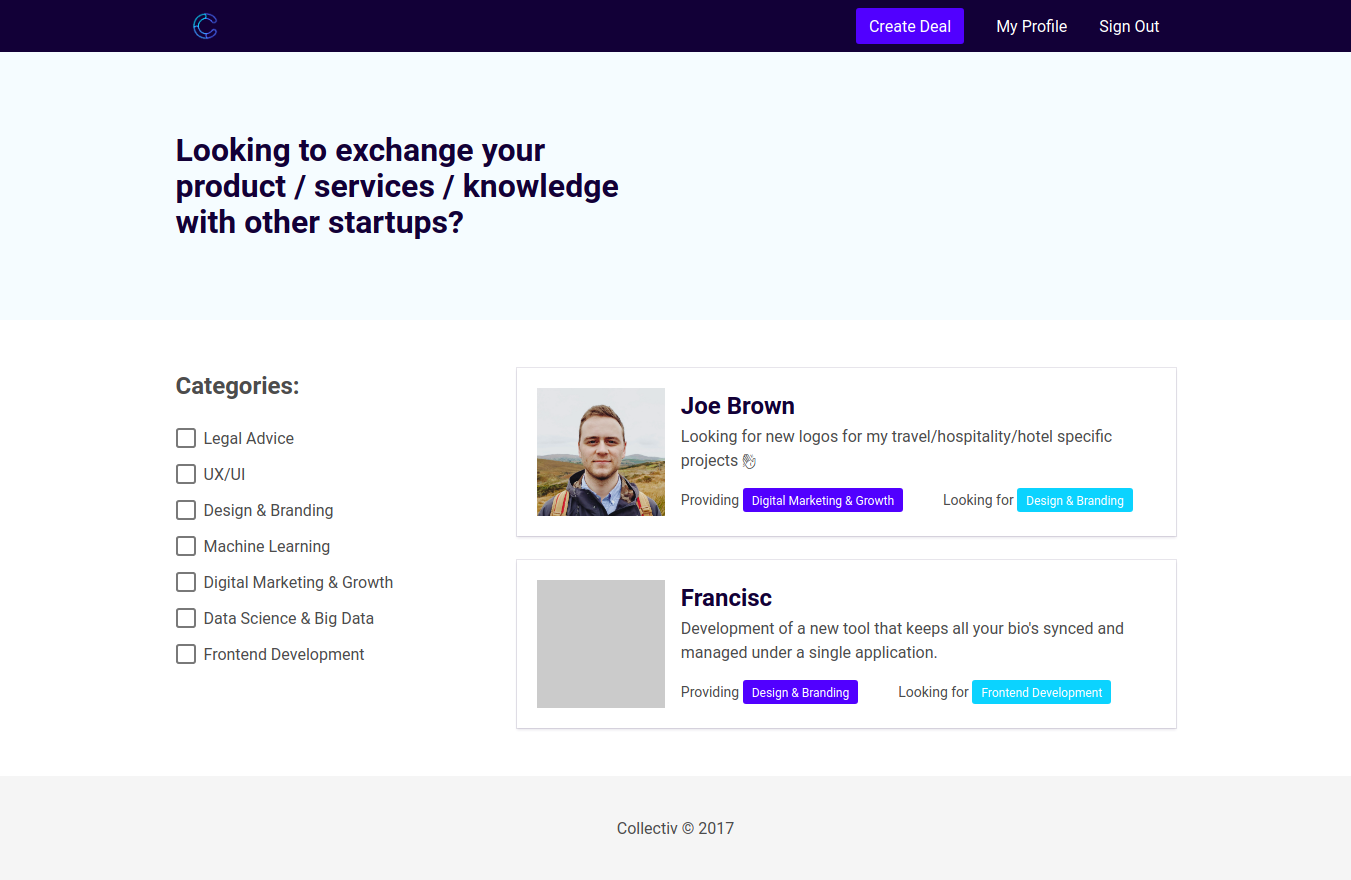 Create Deal My Profile Sign Out
Looking to exchange your
product / services / knowledge
with other startups?
Categories:
Legal Advice
UX/UI
Design & Branding
Machine Learning
Digital Marketing & Growth
Data Science & Big Data
Frontend Development
Joe Brown
Looking for new logos for my travel/hospitality/hotel specific
projects 👌
Providing Digital Marketing & Growth Looking for Design & Branding
Francisc
Development of a new tool that keeps all your bio's synced and
managed under a single application.
Providing Design & Branding Looking for Frontend Development
Collectiv © 2017